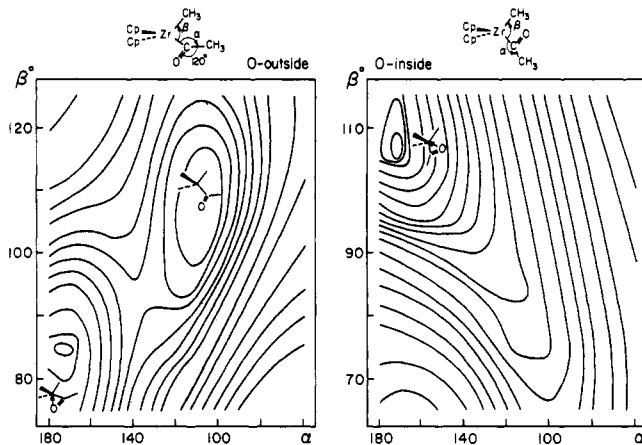 CH₃
Cp
Cp
Zr
β
α
C
CH₃
O
120°
CH₃
Cp
Cp
Zr
β
O
C
α
CH₃
β°
O-outside
β°
O-inside
120
100
80
O
O
180
140
100
α
110
90
70
O
180
140
100
α